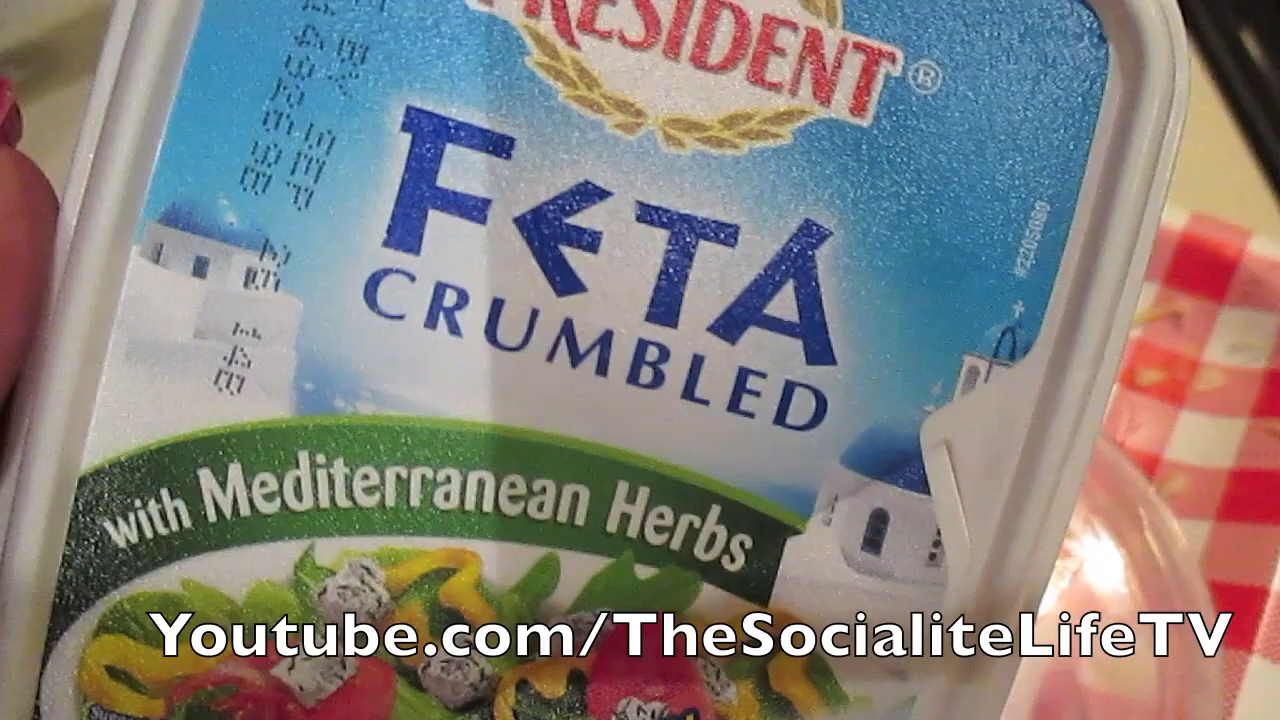 PRESIDENT®
FETA
CRUMBLED
with Mediterranean Herbs
Youtube.com/TheSocialiteLifeTV